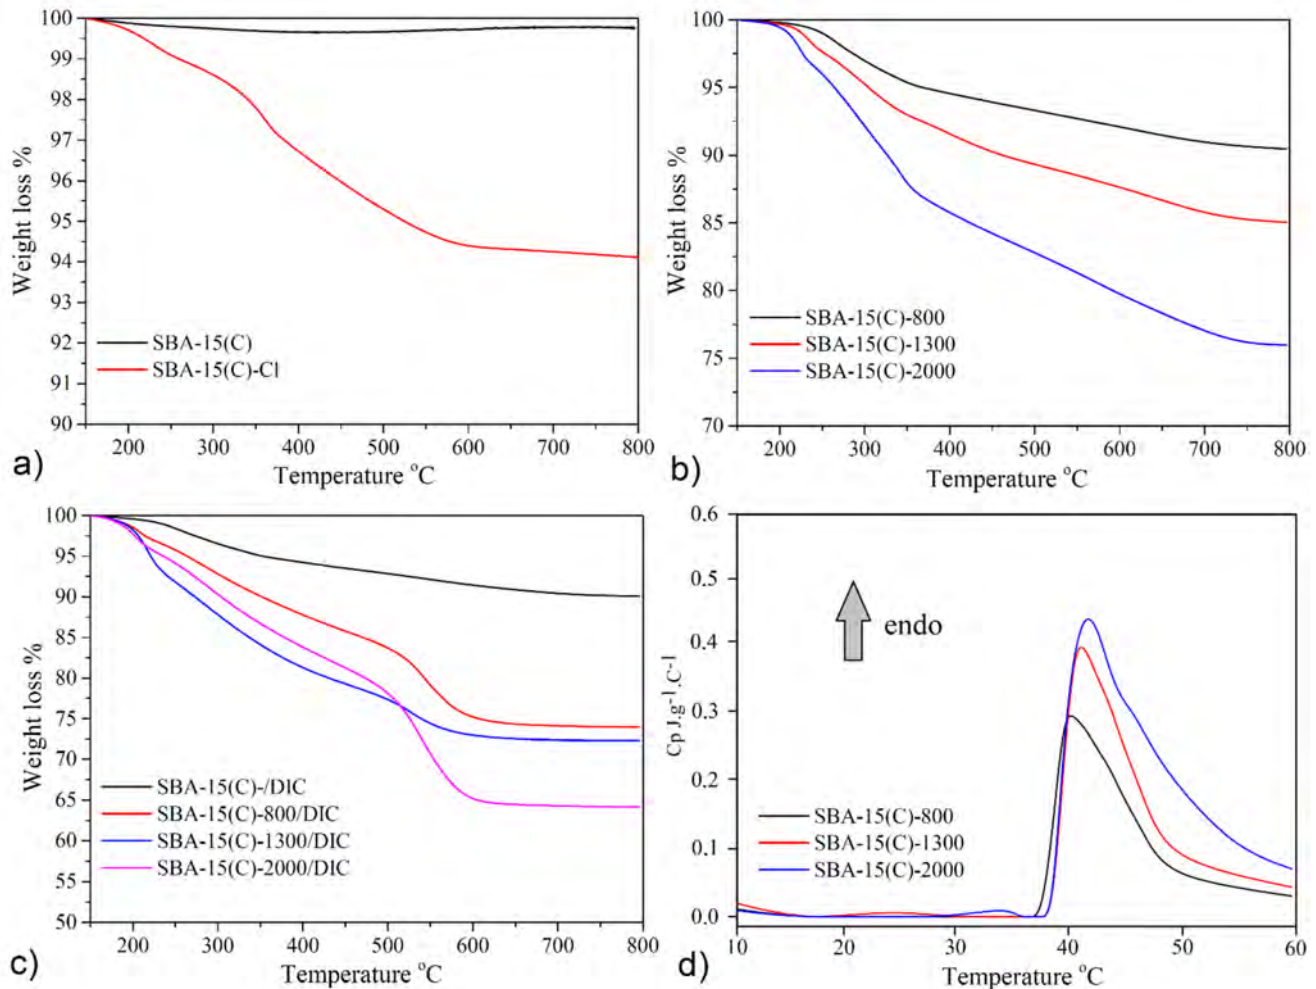 100
99
98
97
96
95
94
93
92
91
90
Weight loss %
SBA-15(C)
SBA-15(C)-Cl
200 300 400 500 600 700 800
Temperature °C
a)
100
95
90
85
80
75
70
Weight loss %
SBA-15(C)-800
SBA-15(C)-1300
SBA-15(C)-2000
200 300 400 500 600 700 800
Temperature °C
b)
100
95
90
85
80
75
70
65
60
55
50
Weight loss %
SBA-15(C)-/DIC
SBA-15(C)-800/DIC
SBA-15(C)-1300/DIC
SBA-15(C)-2000/DIC
200 300 400 500 600 700 800
Temperature °C
c)
0.6
0.5
0.4
0.3
0.2
0.1
0.0
Cp J.g⁻¹.C⁻¹
endo
SBA-15(C)-800
SBA-15(C)-1300
SBA-15(C)-2000
10 20 30 40 50 60
Temperature °C
d)